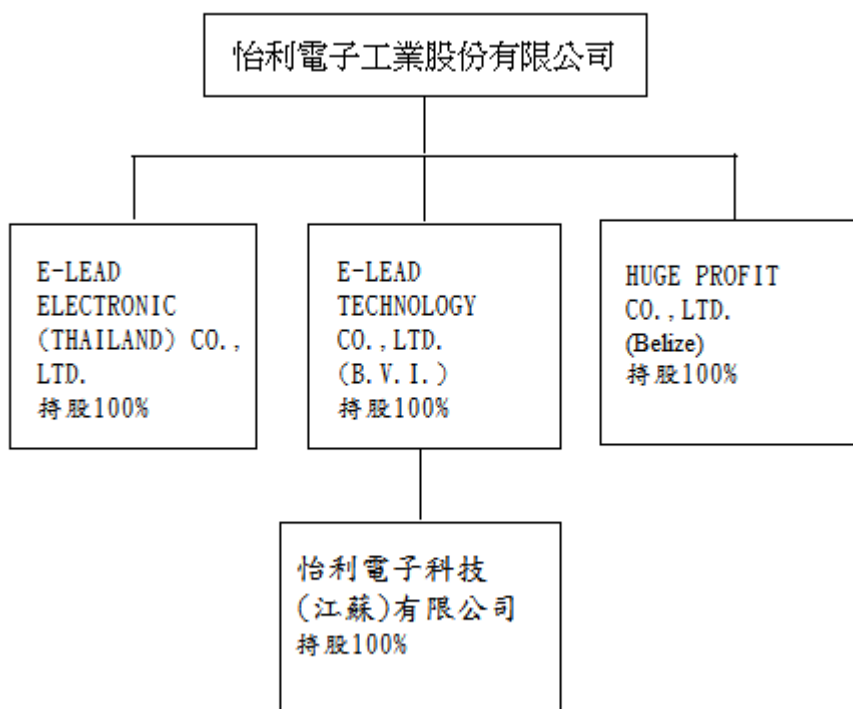 怡利電子工業股份有限公司
E-LEAD
ELECTRONIC
(THAILAND) CO.,
LTD.
持股100%
E-LEAD
TECHNOLOGY
CO.,LTD.
(B.V.I.)
持股100%
HUGE PROFIT
CO.,LTD.
(Belize)
持股100%
怡利電子科技
(江蘇)有限公司
持股100%